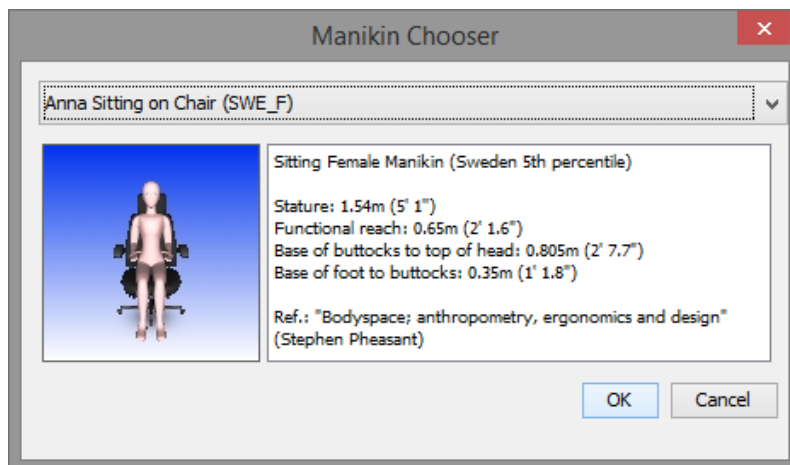 Manikin Chooser
Anna Sitting on Chair (SWE_F)
Sitting Female Manikin (Sweden 5th percentile)
Stature: 1.54m (5' 1")
Functional reach: 0.65m (2' 1.6")
Base of buttocks to top of head: 0.805m (2' 7.7")
Base of foot to buttocks: 0.35m (1' 1.8")
Ref.: "Bodyspace; anthropometry, ergonomics and design"
(Stephen Pheasant)
OK Cancel